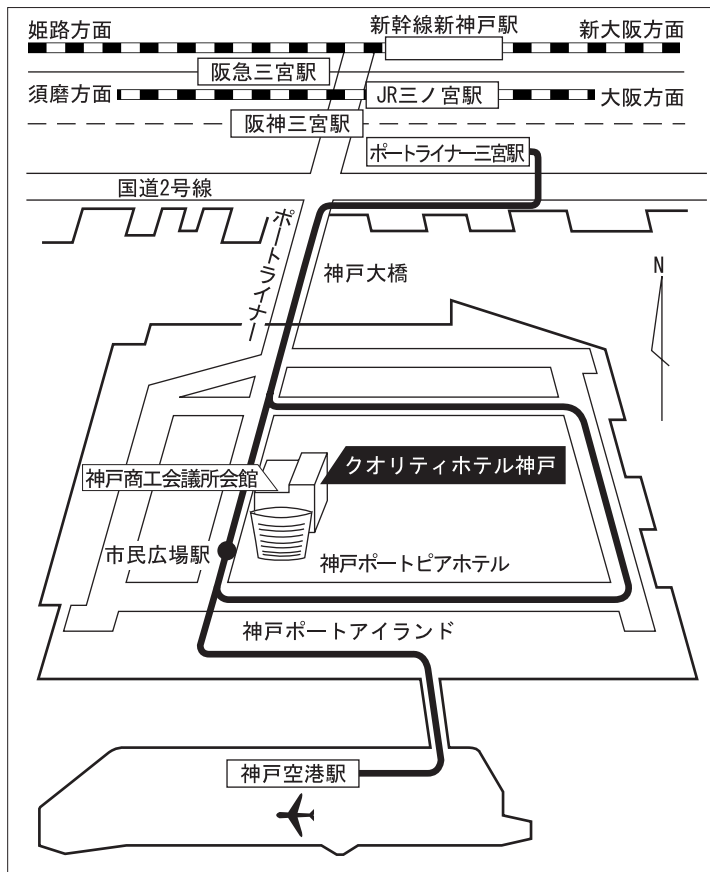 姫路方面
新幹線新神戸駅
新大阪方面
阪急三宮駅
須磨方面
JR三ノ宮駅
大阪方面
阪神三宮駅
ポートライナー三宮駅
国道2号線
ポートライナー
神戸大橋
N
クオリティホテル神戸
神戸商工会議所会館
市民広場駅
神戸ポートピアホテル
神戸ポートアイランド
神戸空港駅